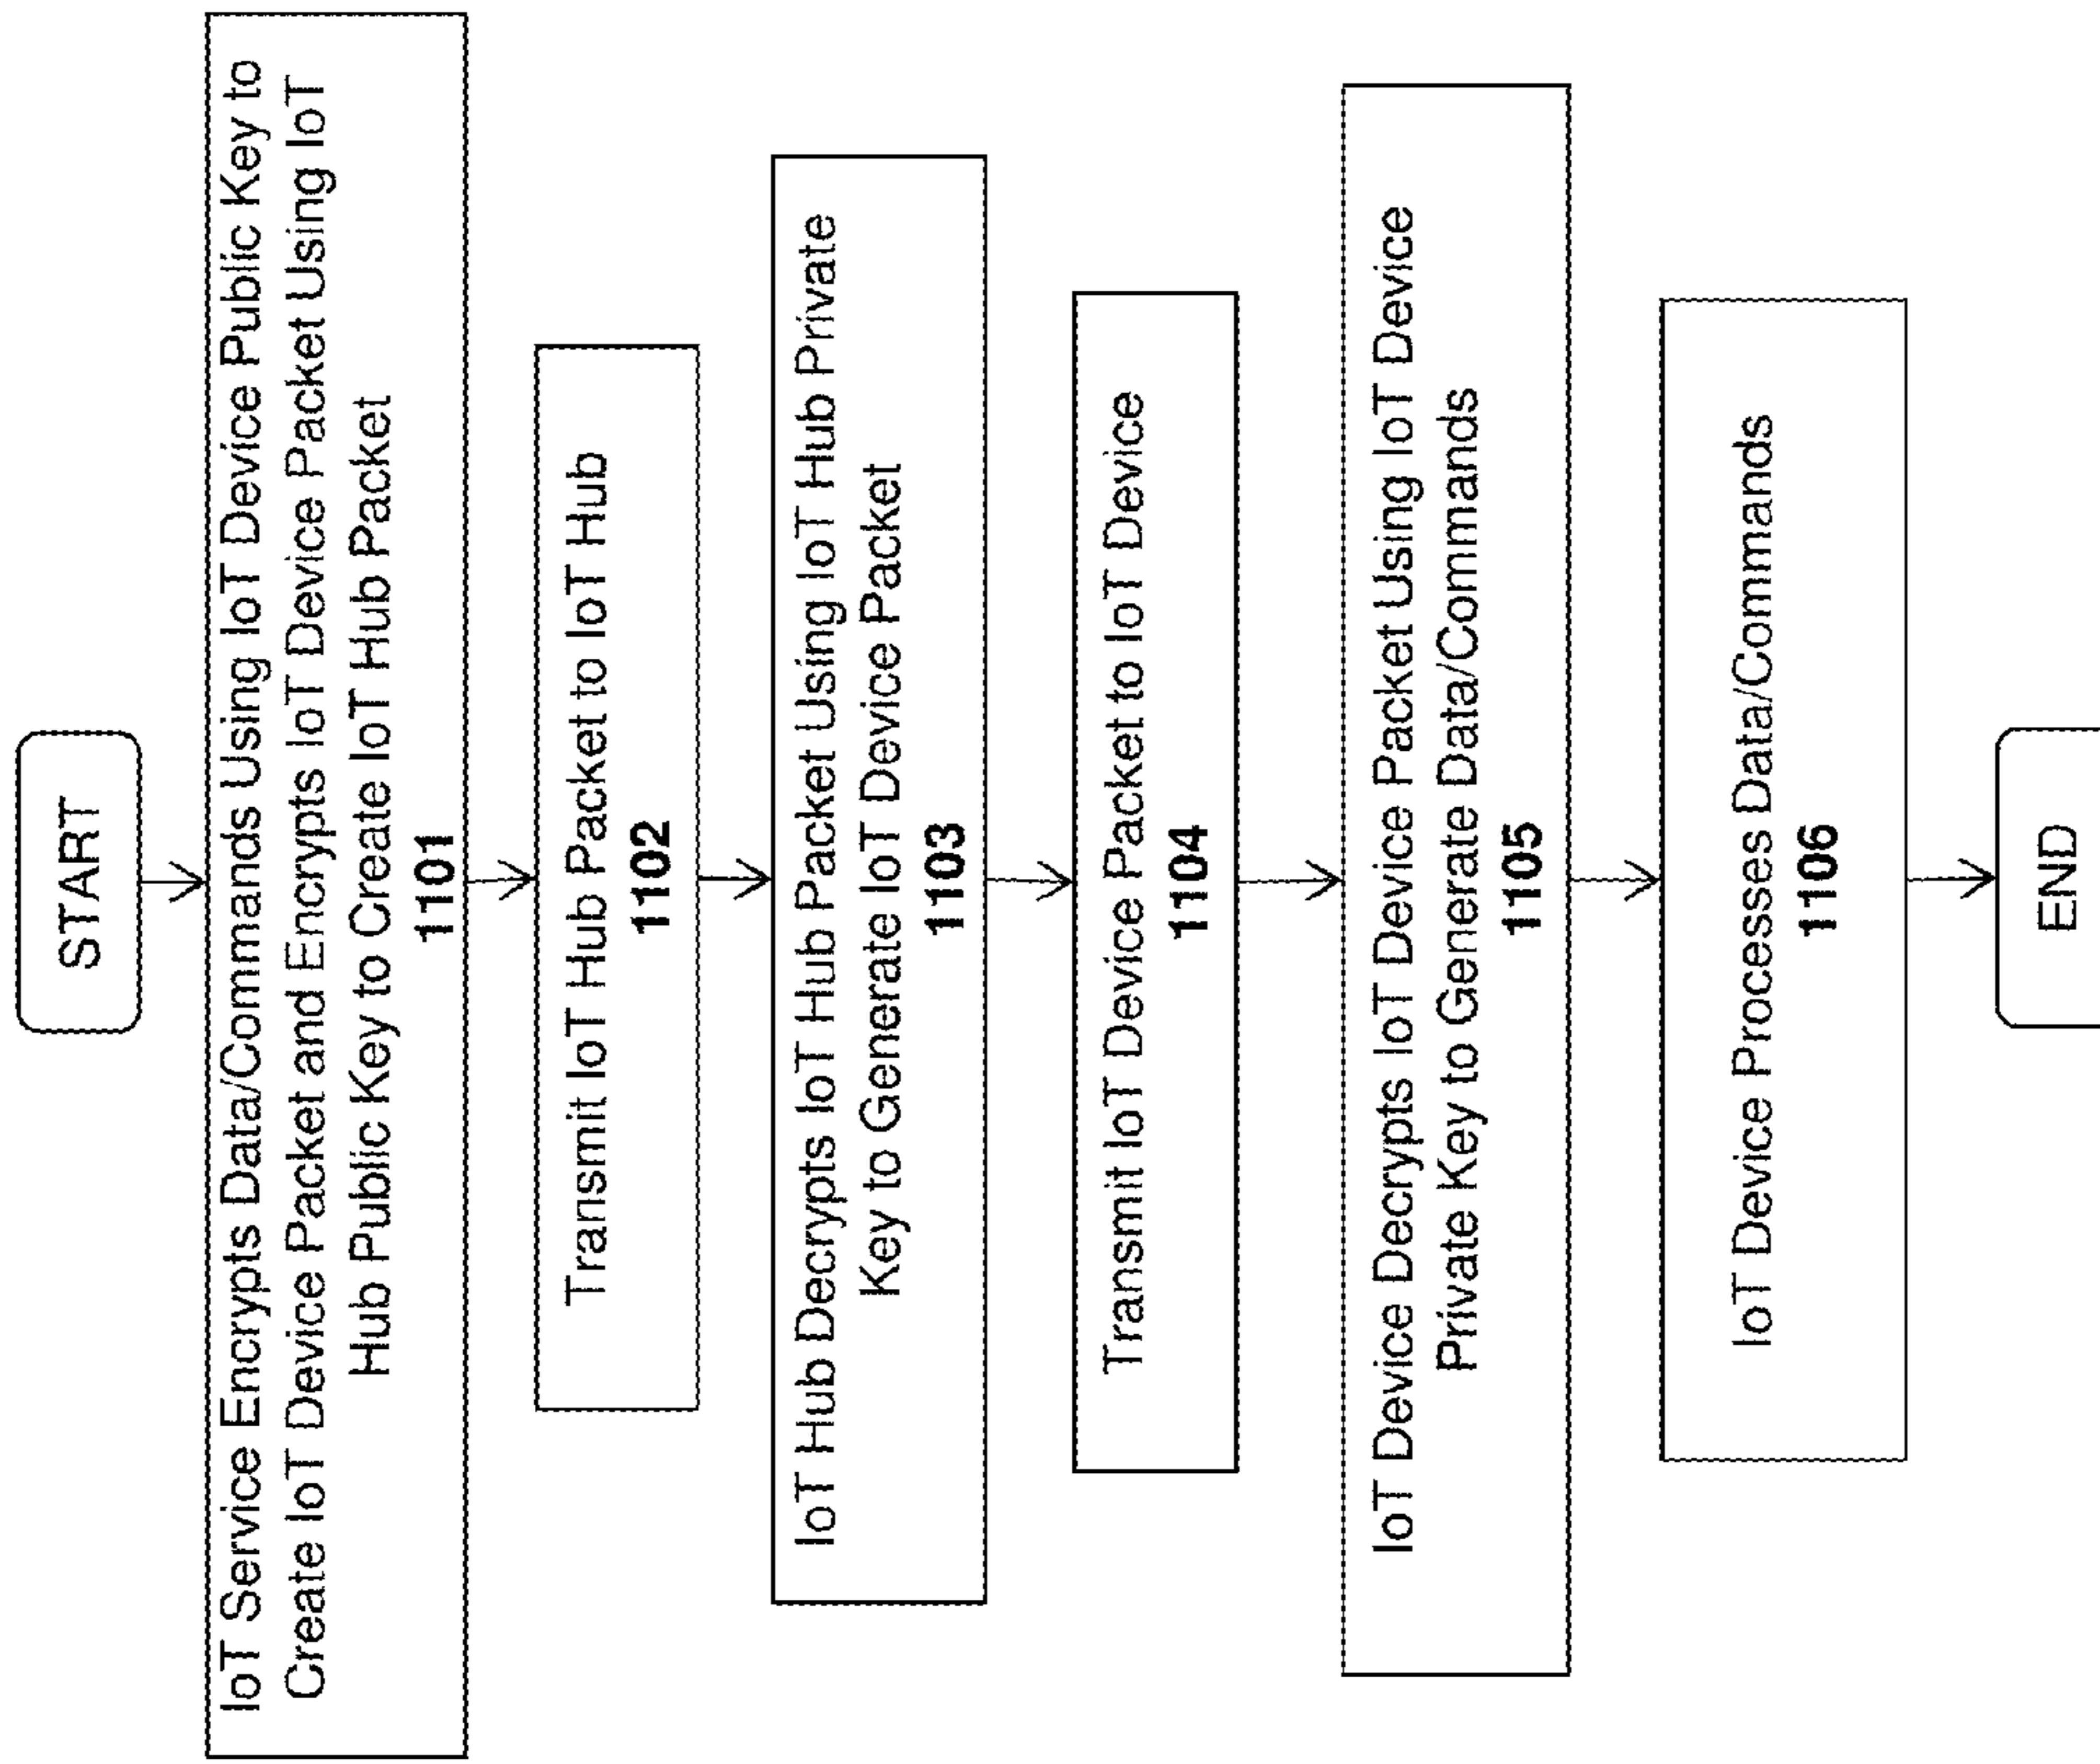 START
IoT Service Encrypts Data/Commands Using IoT Device Public Key to
Create IoT Device Packet and Encrypts IoT Device Packet Using IoT
Hub Public Key to Create IoT Hub Packet
1101
Transmit IoT Hub Packet to IoT Hub
1102
IoT Hub Decrypts IoT Hub Packet Using IoT Hub Private
Key to Generate IoT Device Packet
1103
Transmit IoT Device Packet to IoT Device
1104
IoT Device Decrypts IoT Device Packet Using IoT Device
Private Key to Generate Data/Commands
1105
IoT Device Processes Data/Commands
1106
END